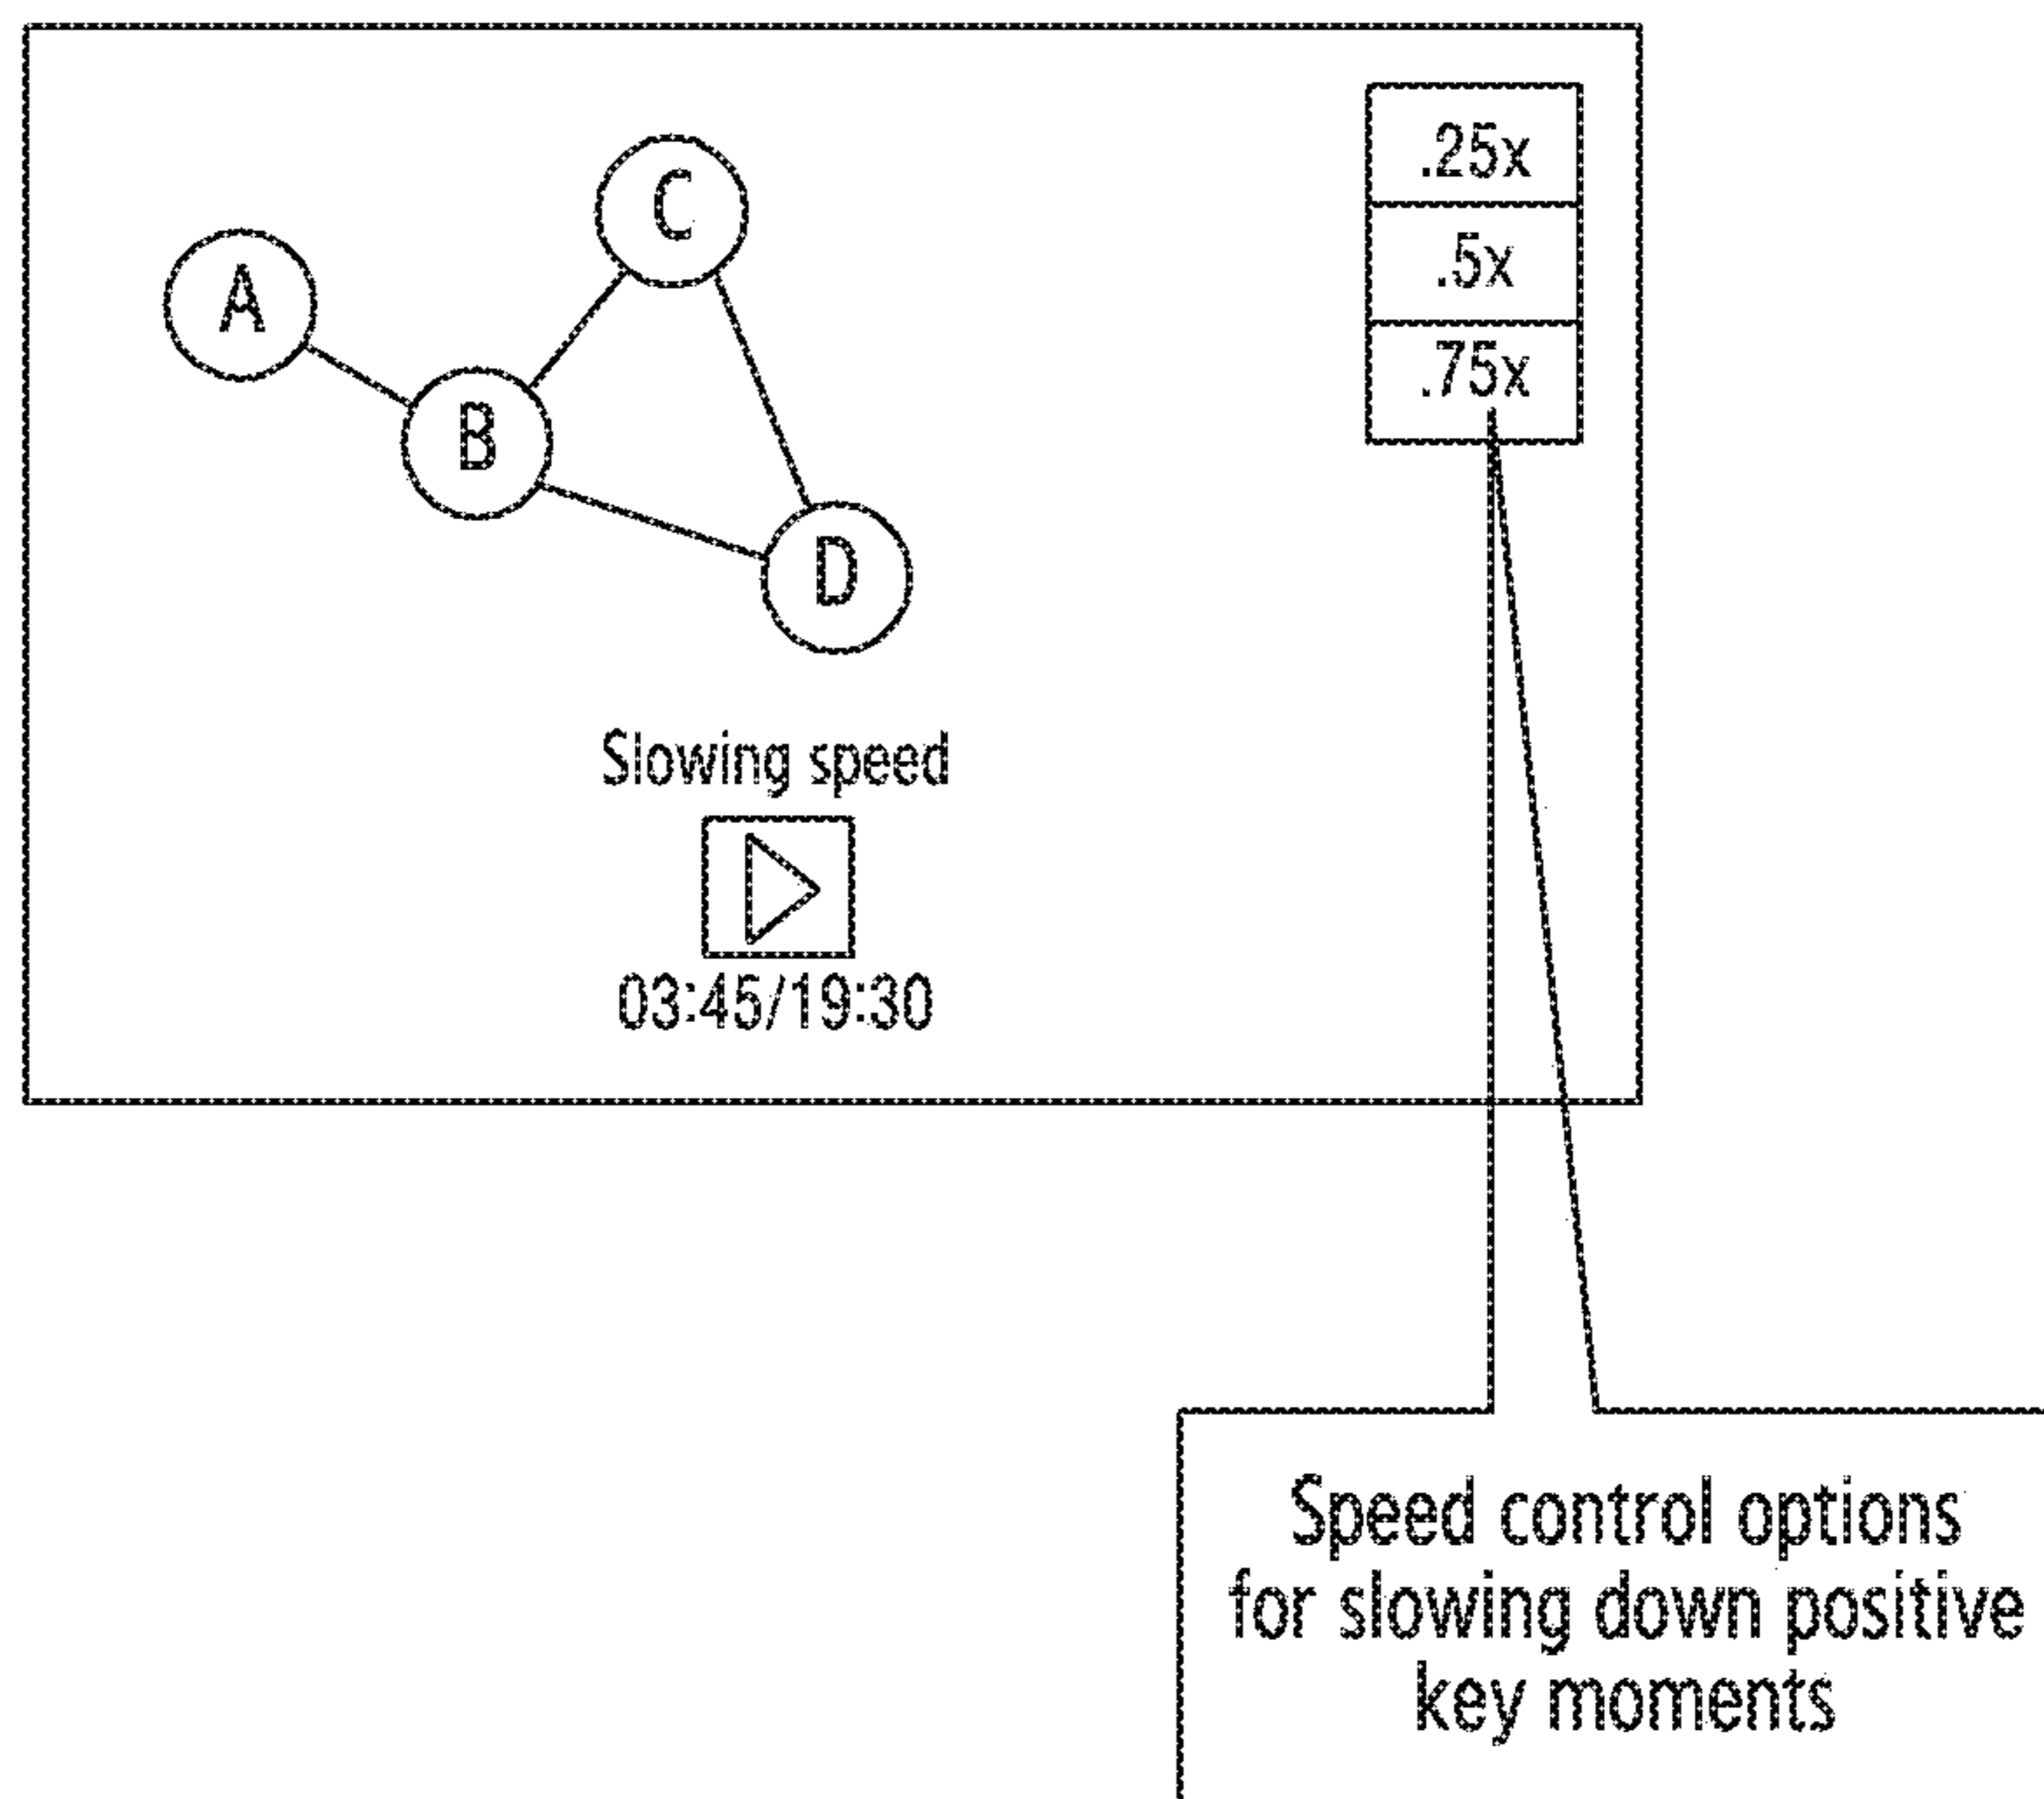 C
A
B
D
.25x
.5x
.75x
Slowing speed
03:45/19:30
Speed control options
for slowing down positive
key moments